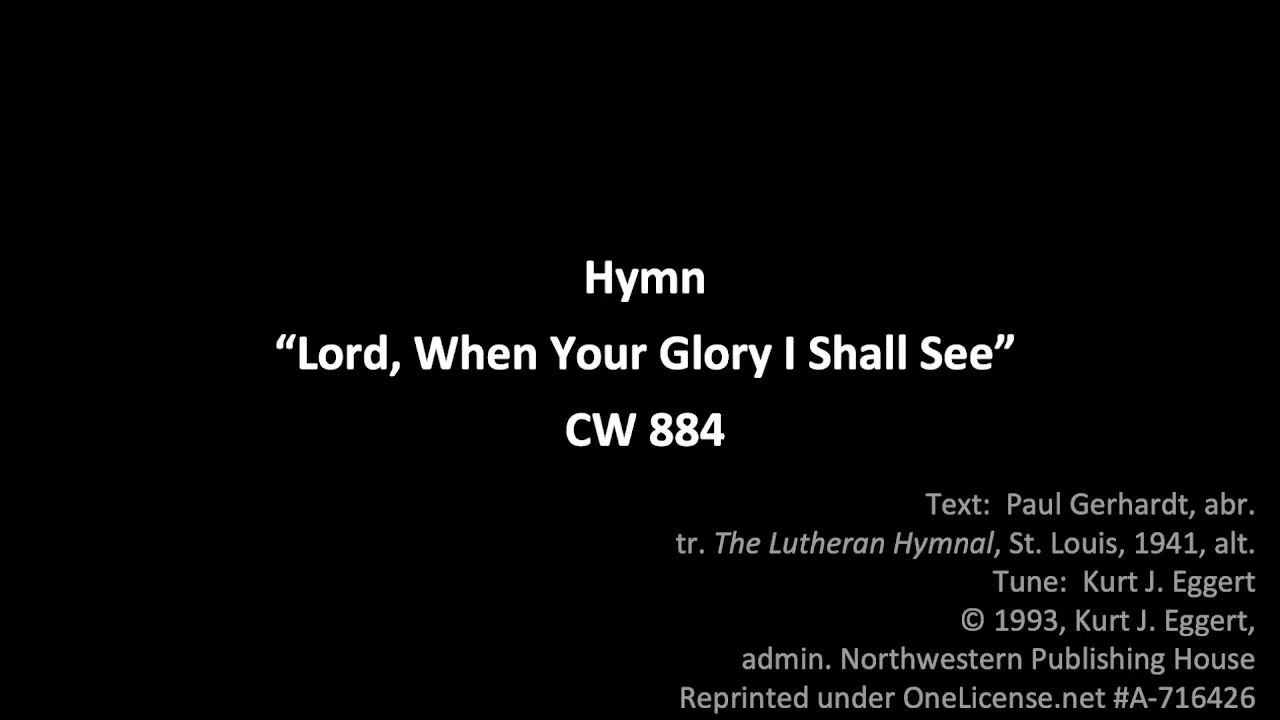 Hymn
“Lord, When Your Glory I Shall See”
CW 884
Text:  Paul Gerhardt, abr.
tr. The Lutheran Hymnal, St. Louis, 1941, alt.
Tune:  Kurt J. Eggert
© 1993, Kurt J. Eggert,
admin. Northwestern Publishing House
Reprinted under OneLicense.net #A-716426